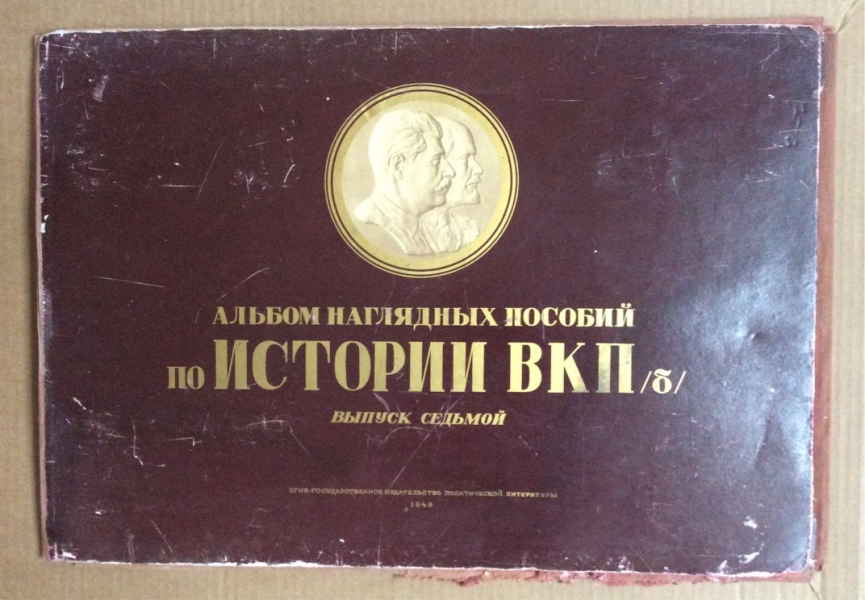 АЛЬБОМ НАГЛЯДНЫХ ПОСОБИЙ
ПО ИСТОРИИ ВКП /б/
ВЫПУСК СЕДЬМОЙ
ОГИЗ-ГОСУДАРСТВЕННОЕ ИЗДАТЕЛЬСТВО ПОЛИТИЧЕСКОЙ ЛИТЕРАТУРЫ
1949